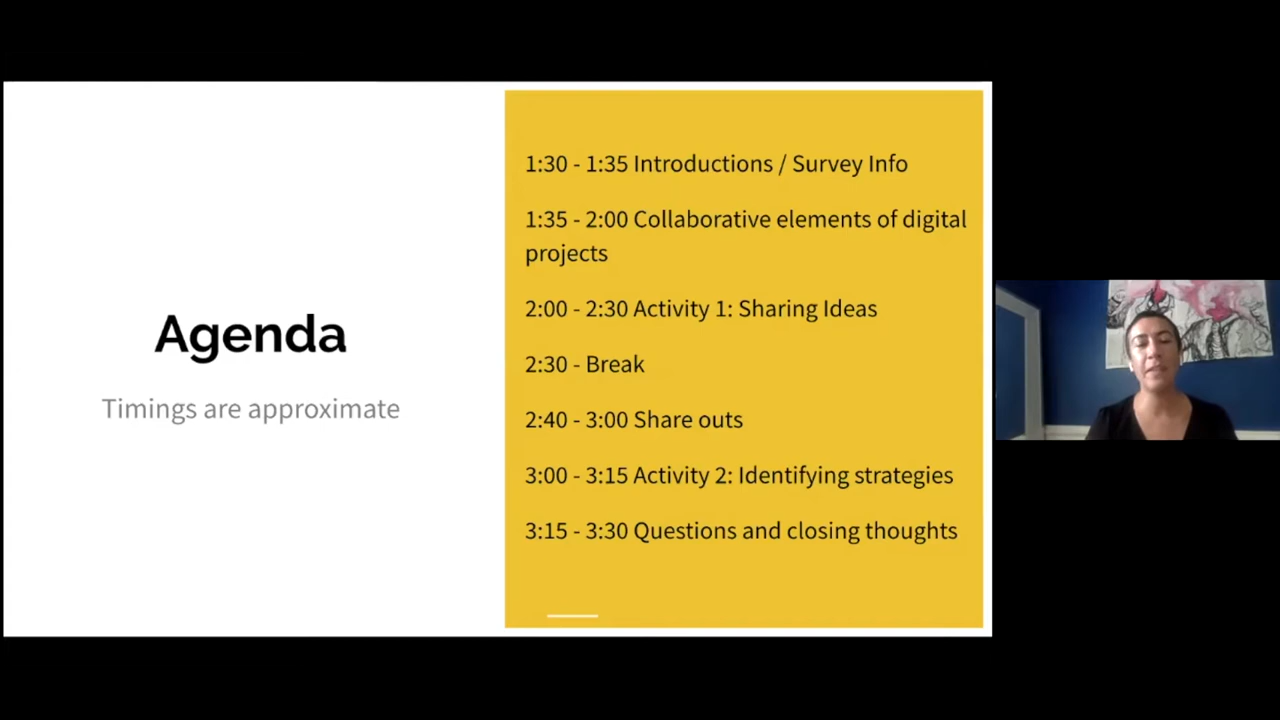 Agenda
Timings are approximate
1:30 - 1:35 Introductions / Survey Info
1:35 - 2:00 Collaborative elements of digital
projects
2:00 - 2:30 Activity 1: Sharing Ideas
2:30 - Break
2:40 - 3:00 Share outs
3:00 - 3:15 Activity 2: Identifying strategies
3:15 - 3:30 Questions and closing thoughts